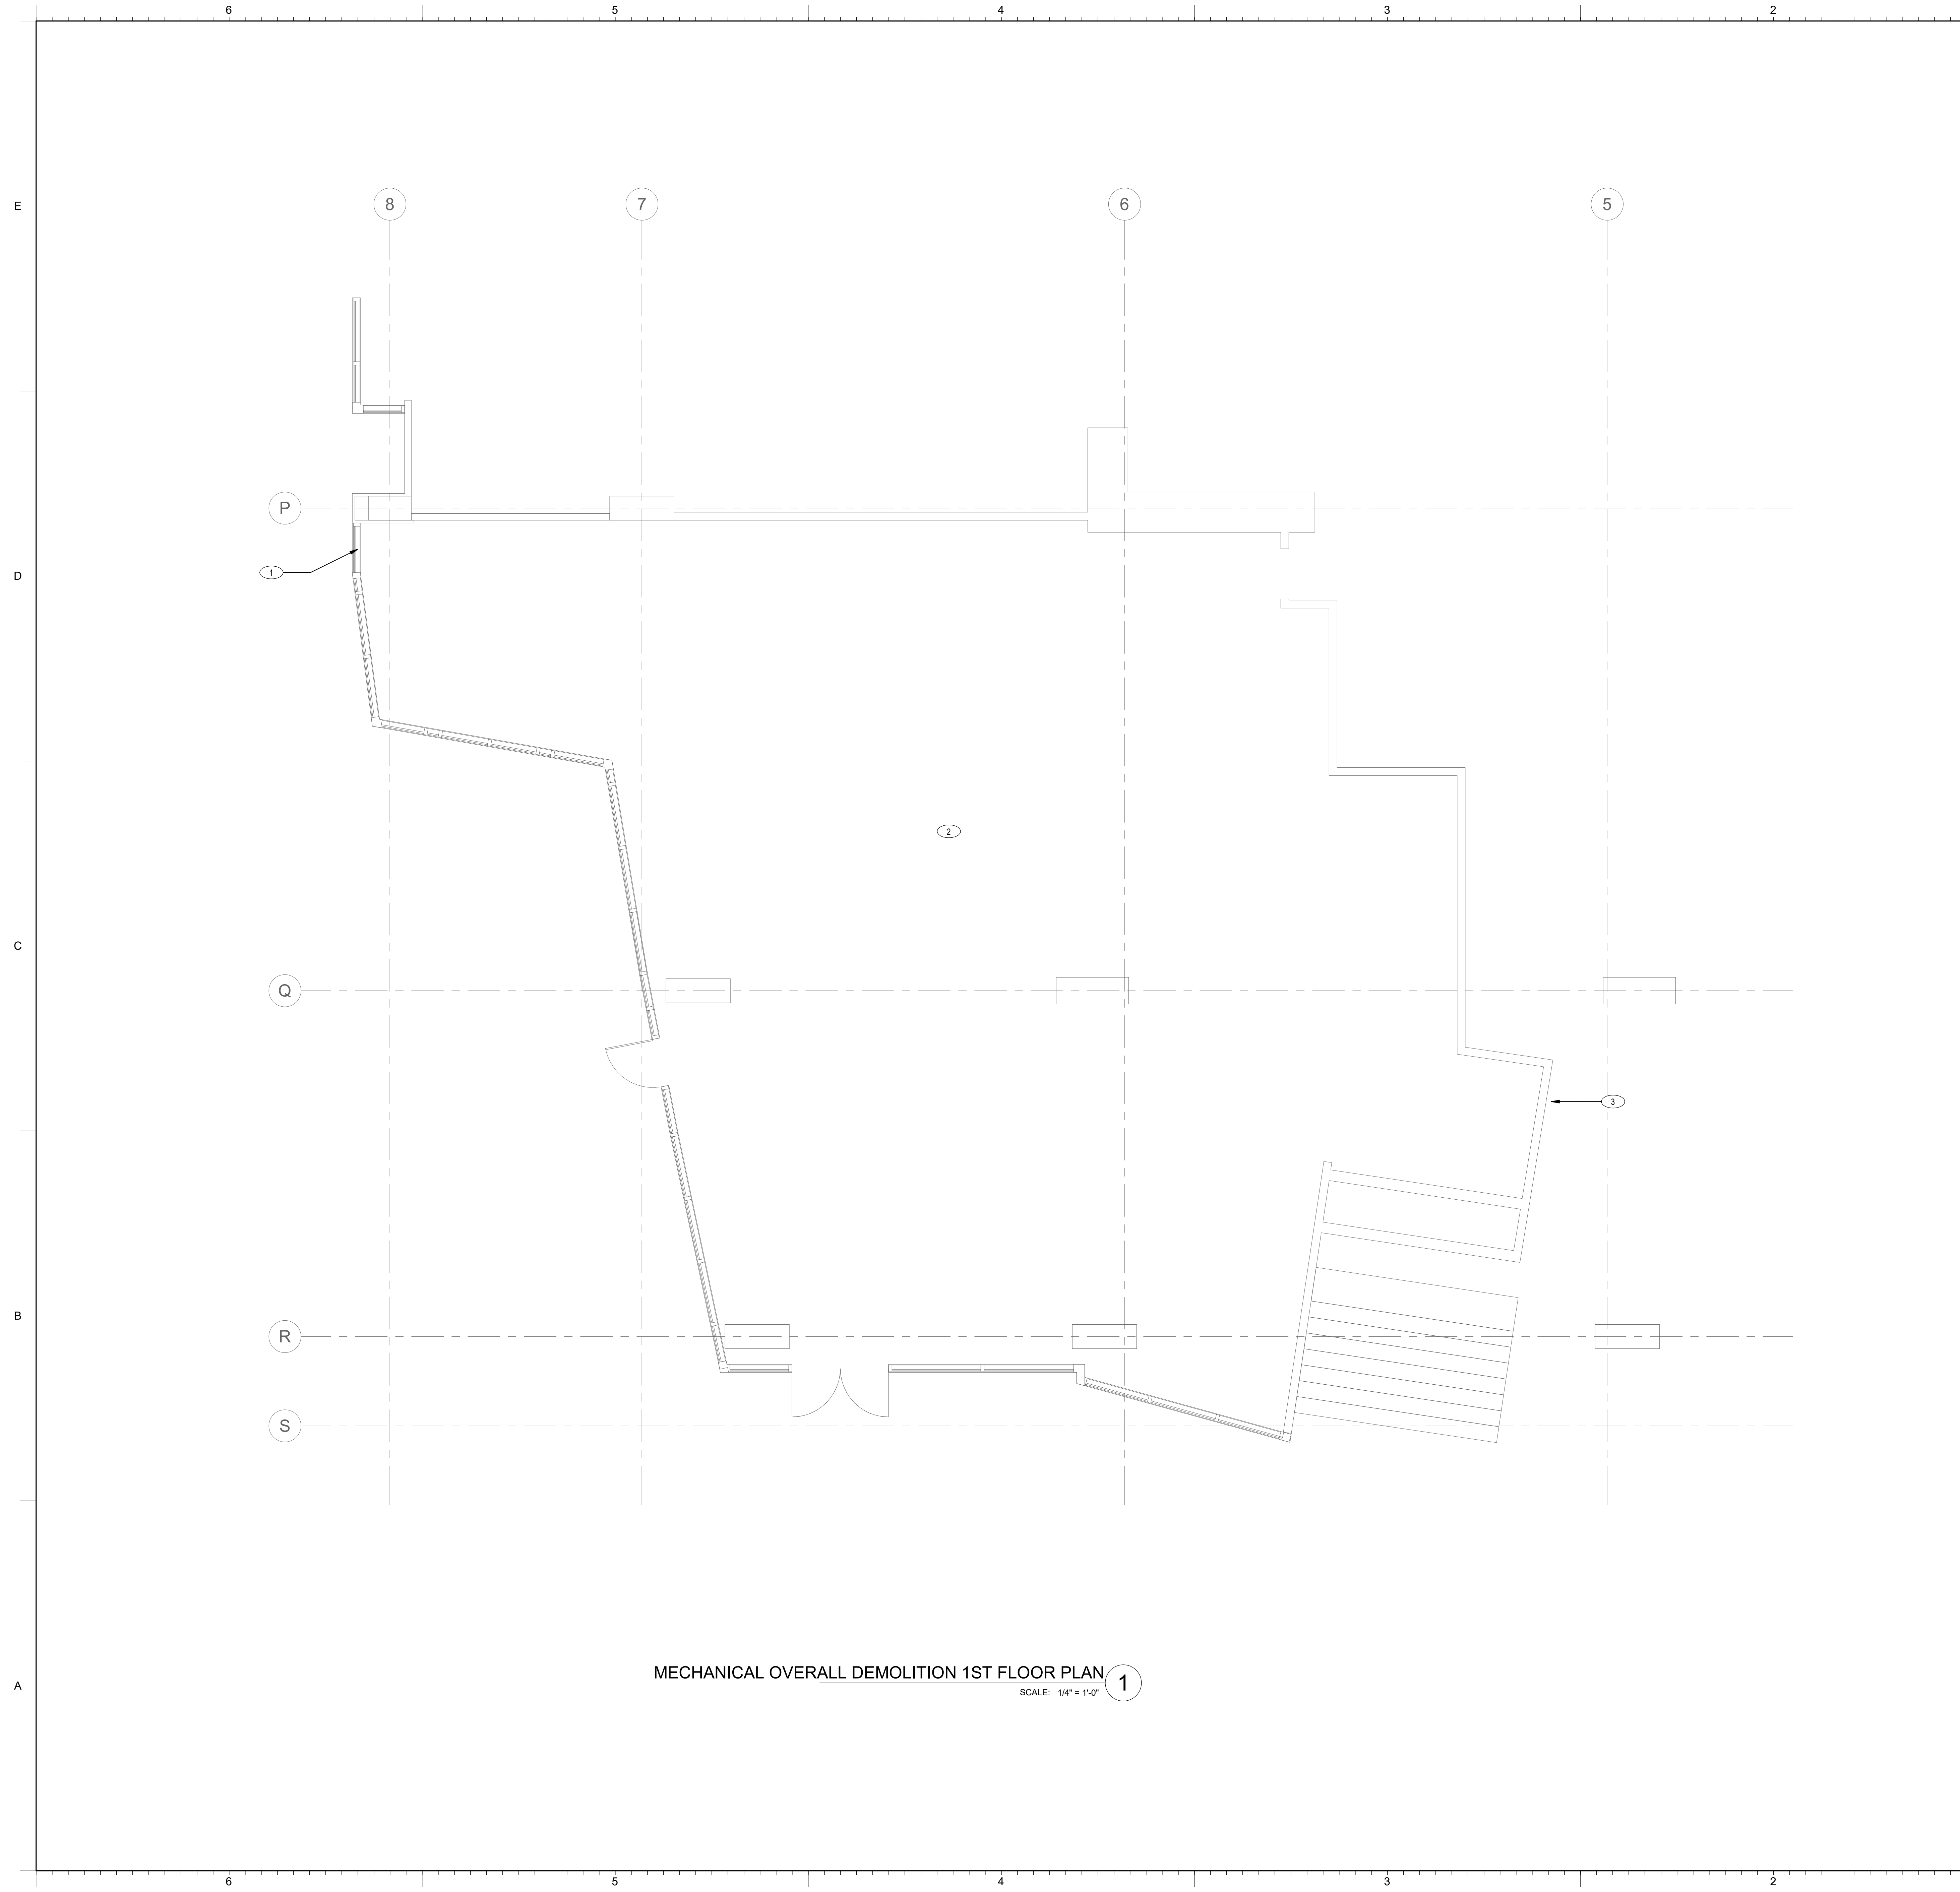 6 5 4 3 2
E
8 7 6 5
P
D
1
2
C
Q
3
B
R
S
MECHANICAL OVERALL DEMOLITION 1ST FLOOR PLAN
1
SCALE: 1/4" = 1'-0"
A
6 5 4 3 2